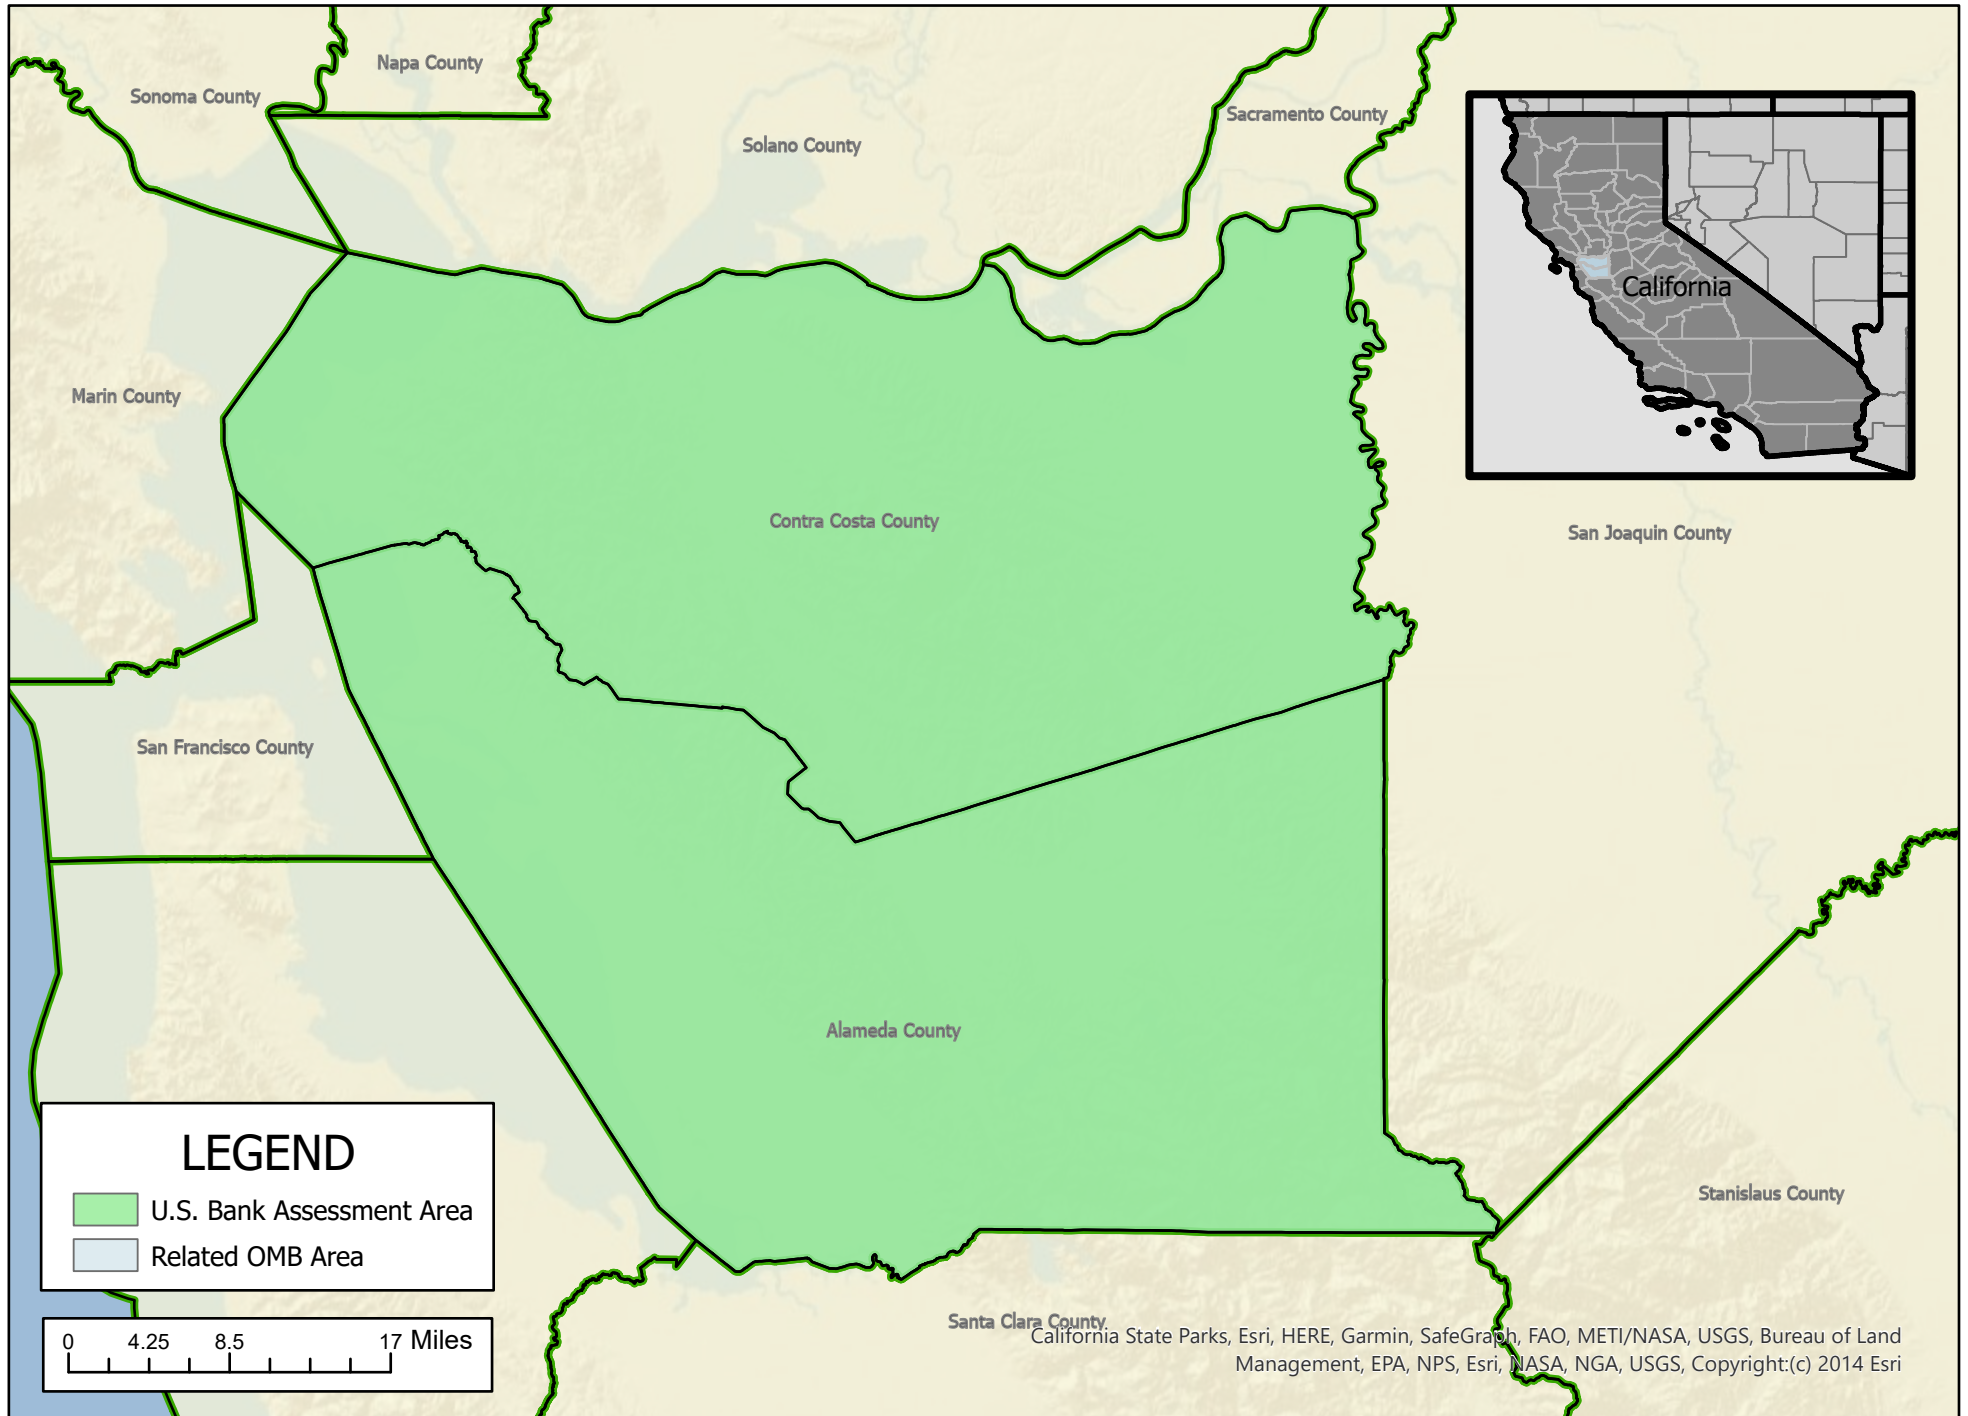 Napa County
Sonoma County
Sacramento County
Solano County
California
Marin County
Contra Costa County
San Joaquin County
San Francisco County
Alameda County
Stanislaus County
LEGEND
U.S. Bank Assessment Area
Related OMB Area
Santa Clara County
0 4.25 8.5 17 Miles
California State Parks, Esri, HERE, Garmin, SafeGraph, FAO, METI/NASA, USGS, Bureau of Land
Management, EPA, NPS, Esri, NASA, NGA, USGS, Copyright:(c) 2014 Esri